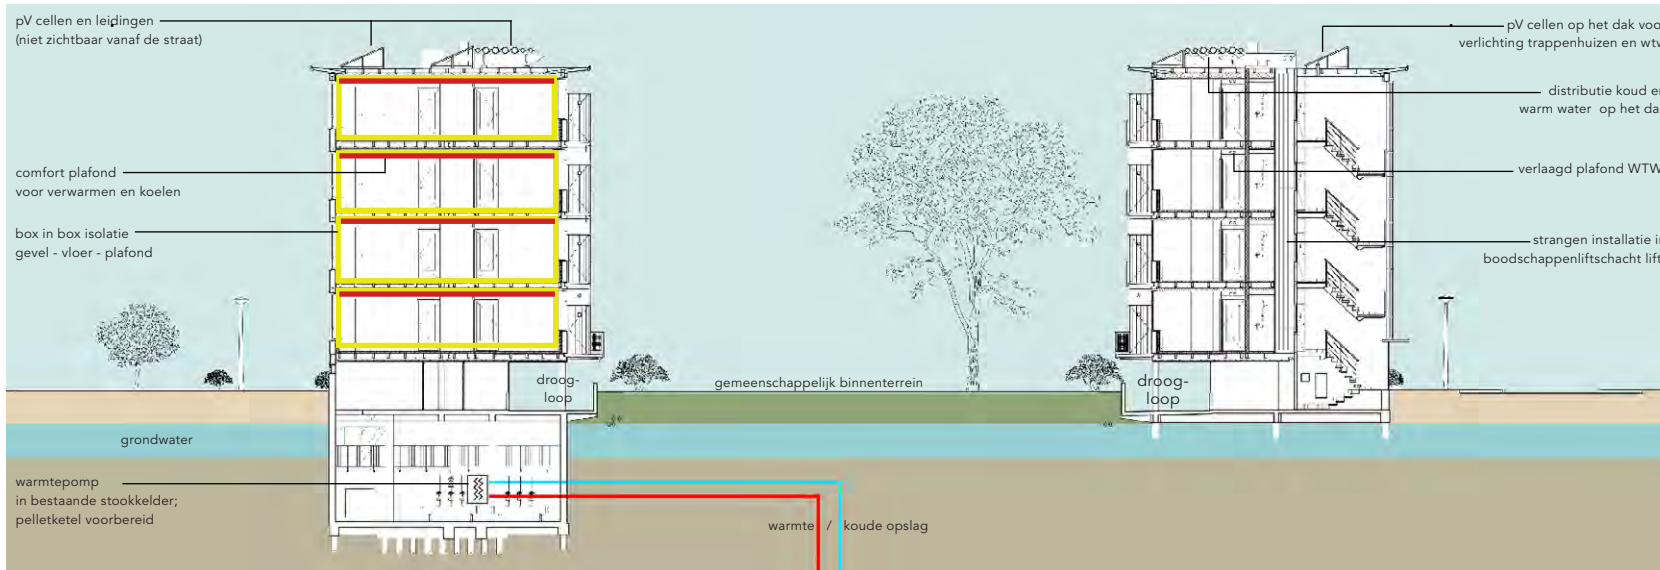 pV cellen en leidingen
(niet zichtbaar vanaf de straat)
comfort plafond
voor verwarmen en koelen
box in box isolatie
gevel - vloer - plafond
grondwater
warmtepomp
in bestaande stookkelder;
pelletketel voorbereid
droog-
loop
gemeenschappelijk binnenterrein
warmte / koude opslag
droog-
loop
pV cellen op het dak voo
verlichting trappenhuizen en wtw
distributie koud e
warm water op het da
verlaagd plafond WTW
strangen installatie i
boodschappenliftschacht lift